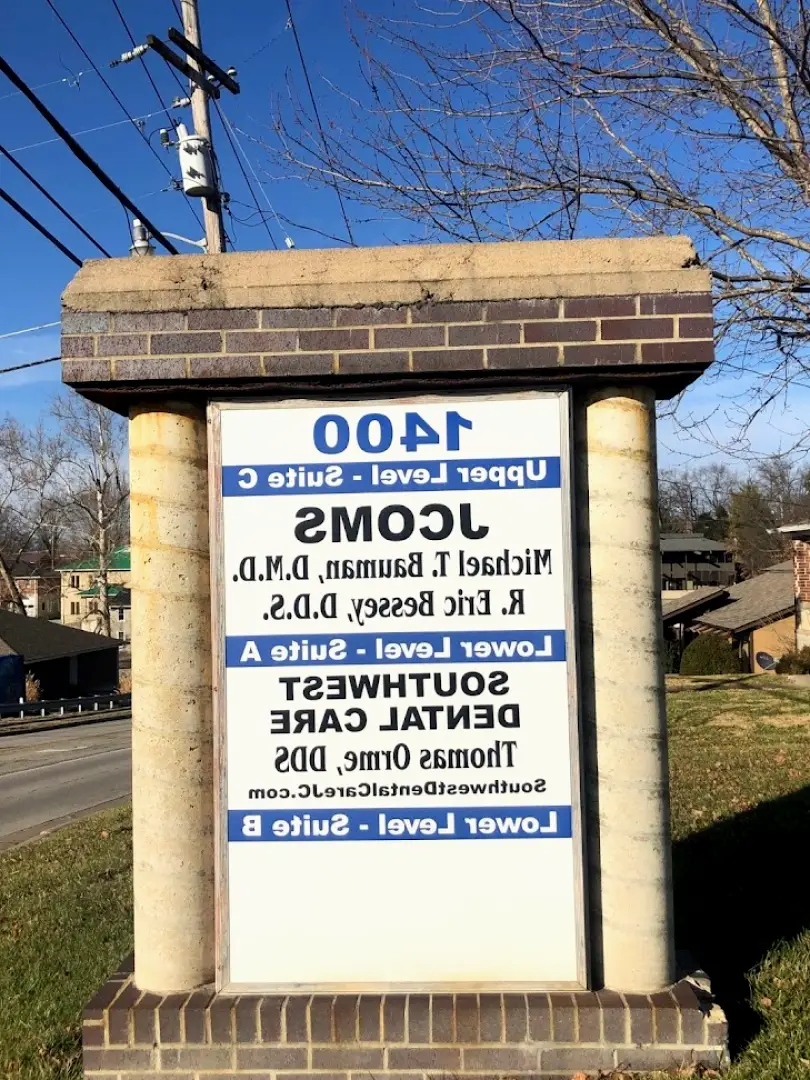 1400
Upper Level - Suite C
JCOMS
Michael T. Bauman, D.M.D.
R. Eric Bessey, D.D.S.
Lower Level - Suite A
SOUTHWEST
DENTAL CARE
Thomas Orme, DDS
SouthwestDentalCareJC.com
Lower Level - Suite B